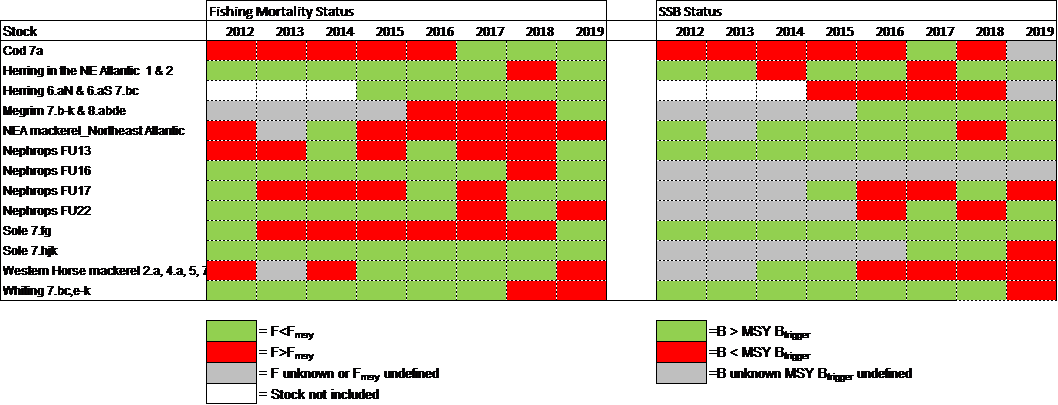 Fishing Mortality Status SSB Status
Stock 2012 2013 2014 2015 2016 2017 2018 2019 2012 2013 2014 2015 2016 2017 2018 2019
Cod 7a
Herring in the NE Atlantic 1 & 2
Herring 6.aN & 6.aS 7.bc
Megrim 7.b-k & 8.abde
NEA mackerel_Northeast Atlantic
Nephrops FU13
Nephrops FU16
Nephrops FU17
Nephrops FU22
Sole 7.fg
Sole 7.hjk
Western Horse mackerel 2.a, 4.a, 5, 7
Whiting 7.bc,e-k
= F<Fmsy =B > MSY Btrigger
= F>Fmsy =B < MSY Btrigger
= F unknown or Fmsy undefined =B unknown MSY Btrigger undefined
= Stock not included